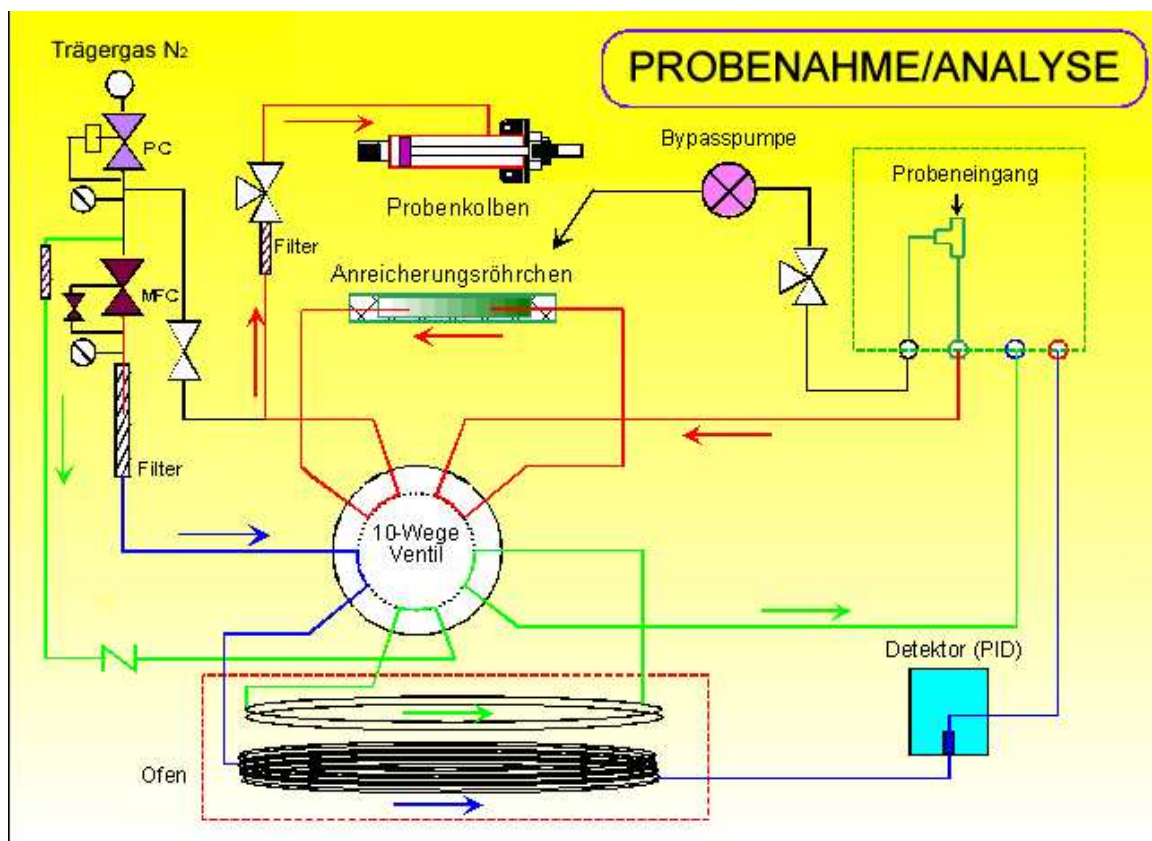 Trägergas N₂
PROBENAHME/ANALYSE
PC
Bypasspumpe
Probeneingang
Probenkolben
Filter
Anreicherungsröhrchen
MFC
Filter
10-Wege
Ventil
Detektor (PID)
Ofen